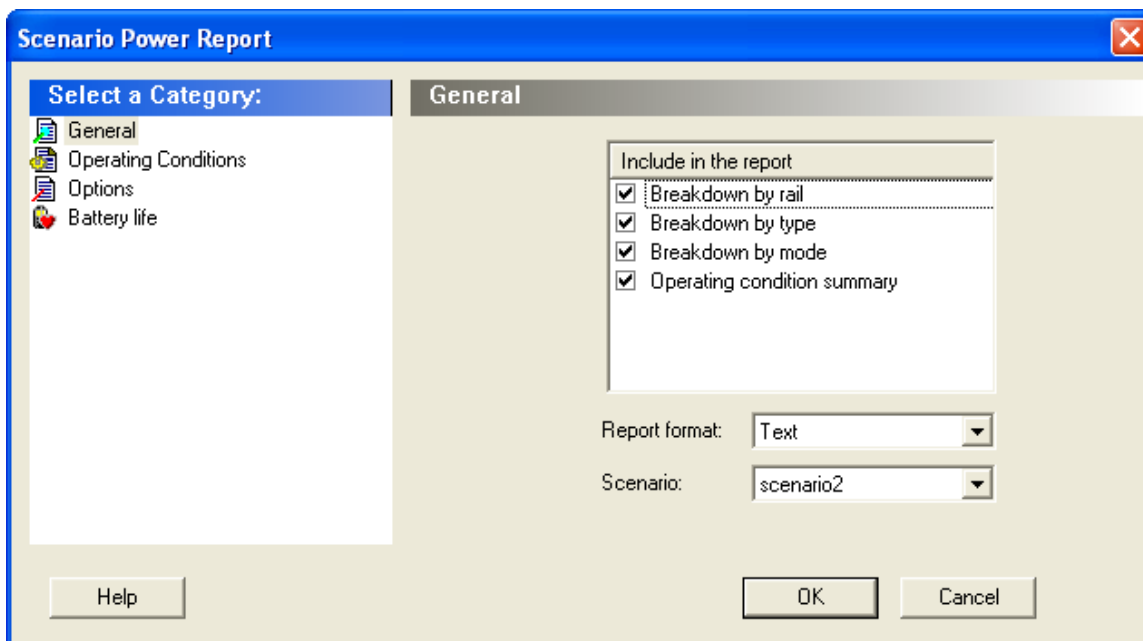 Scenario Power Report
Select a Category:
General
Operating Conditions
Options
Battery life
General
Include in the report
Breakdown by rail
Breakdown by type
Breakdown by mode
Operating condition summary
Report format: Text
Scenario: scenario2
Help
OK
Cancel